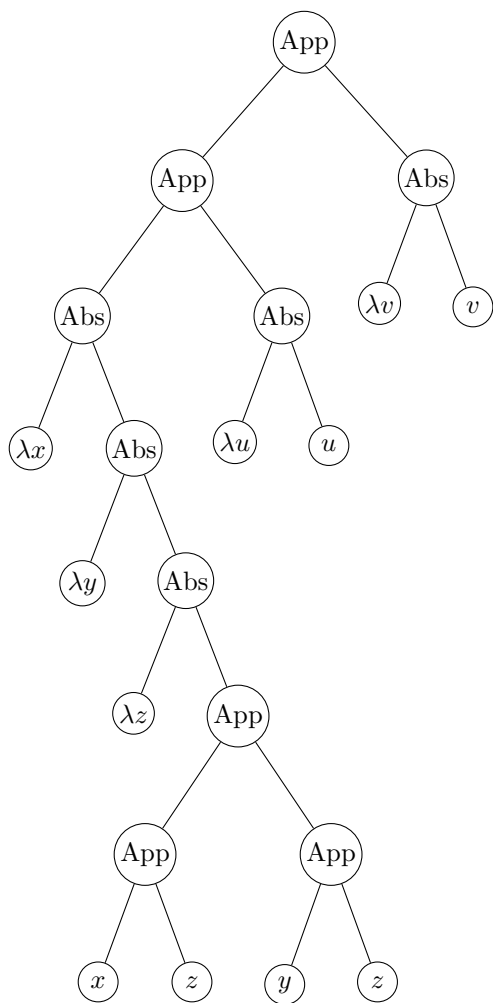 App
App Abs
Abs Abs λv v
λx Abs λu u
λy Abs
λz App
App App
x z y z